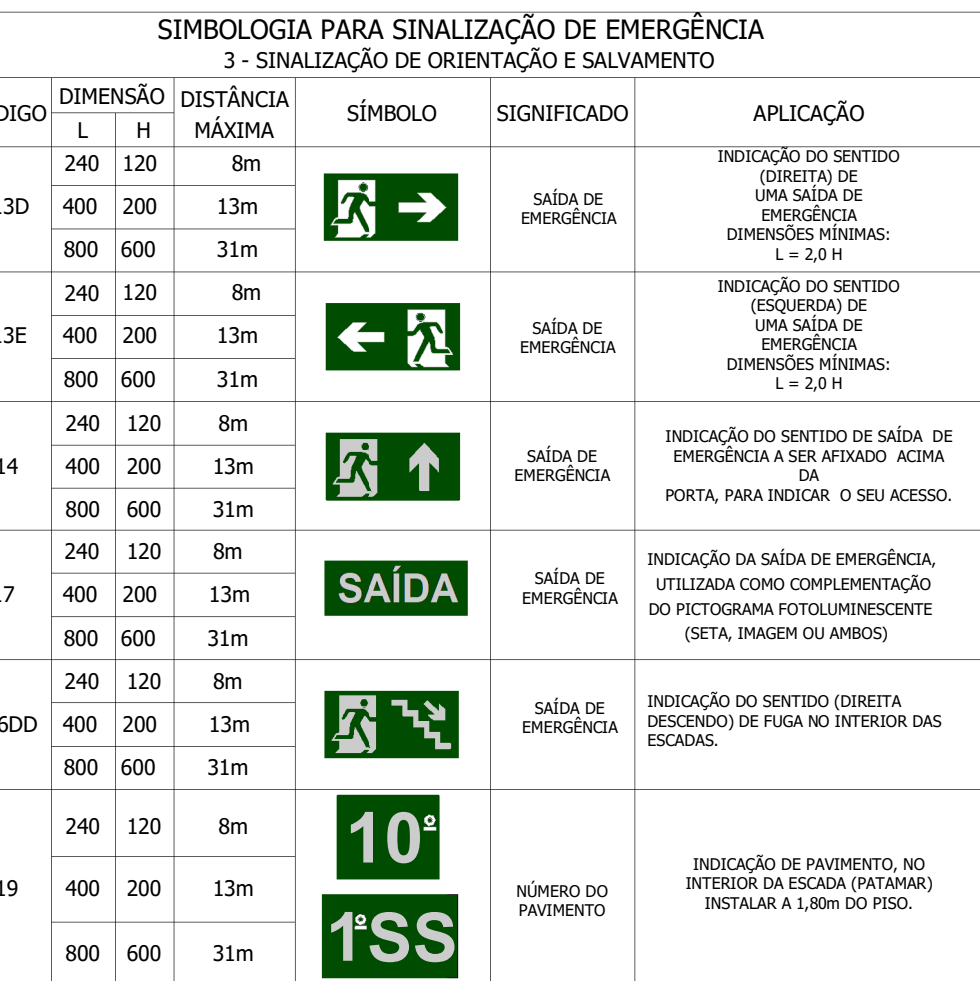 SIMBOLOGIA PARA SINALIZAÇÃO DE EMERGÊNCIA
3 - SINALIZAÇÃO DE ORIENTAÇÃO E SALVAMENTO
DIGO DIMENSÃO DISTÂNCIA MÁXIMA SÍMBOLO SIGNIFICADO APLICAÇÃO
L H
240 120 8m
13D 400 200 13m
800 600 31m
SAÍDA DE
EMERGÊNCIA
INDICAÇÃO DO SENTIDO
(DIREITA) DE
UMA SAÍDA DE
EMERGÊNCIA
DIMENSÕES MÍNIMAS:
L = 2,0 H
240 120 8m
13E 400 200 13m
800 600 31m
SAÍDA DE
EMERGÊNCIA
INDICAÇÃO DO SENTIDO
(ESQUERDA) DE
UMA SAÍDA DE
EMERGÊNCIA
DIMENSÕES MÍNIMAS:
L = 2,0 H
240 120 8m
14 400 200 13m
800 600 31m
SAÍDA DE
EMERGÊNCIA
INDICAÇÃO DO SENTIDO DE SAÍDA DE
EMERGÊNCIA A SER AFIXADO ACIMA
DA
PORTA, PARA INDICAR O SEU ACESSO.
240 120 8m
17 400 200 13m
800 600 31m
SAÍDA
SAÍDA DE
EMERGÊNCIA
INDICAÇÃO DA SAÍDA DE EMERGÊNCIA,
UTILIZADA COMO COMPLEMENTAÇÃO
DO PICTOGRAMA FOTOLUMINESCENTE
(SETA, IMAGEM OU AMBOS)
240 120 8m
6DD 400 200 13m
800 600 31m
SAÍDA DE
EMERGÊNCIA
INDICAÇÃO DO SENTIDO (DIREITA
DESCENDO) DE FUGA NO INTERIOR DAS
ESCADAS.
240 120 8m
19 400 200 13m
800 600 31m
10º
1ºSS
NÚMERO DO
PAVIMENTO
INDICAÇÃO DE PAVIMENTO, NO
INTERIOR DA ESCADA (PATAMAR)
INSTALAR A 1,80m DO PISO.